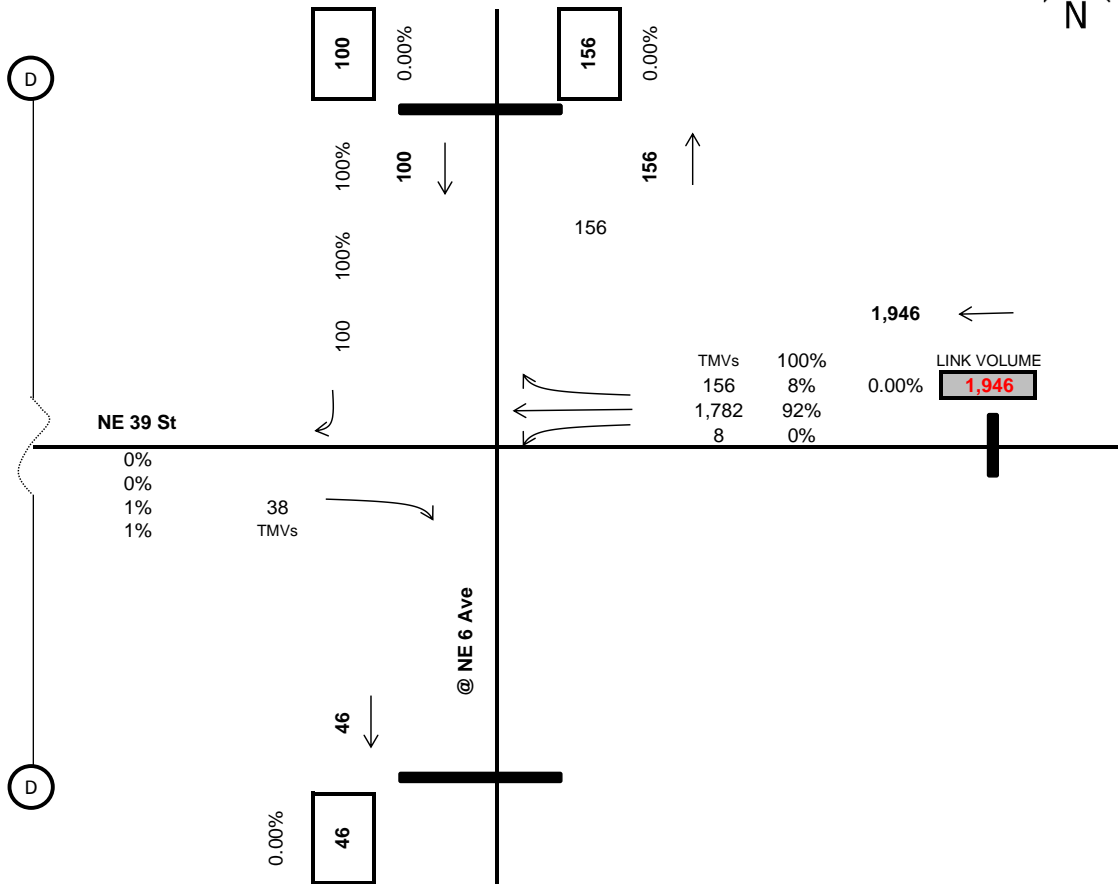 N
100
0.00%
156
0.00%
D
100%
100
156
156
100%
1,946
100
TMVs 100% LINK VOLUME
156 8% 0.00% 1,946
1,782 92%
8 0%
NE 39 St
0%
0%
1% 38
1% TMVs
@ NE 6 Ave
46
D
0.00%
46